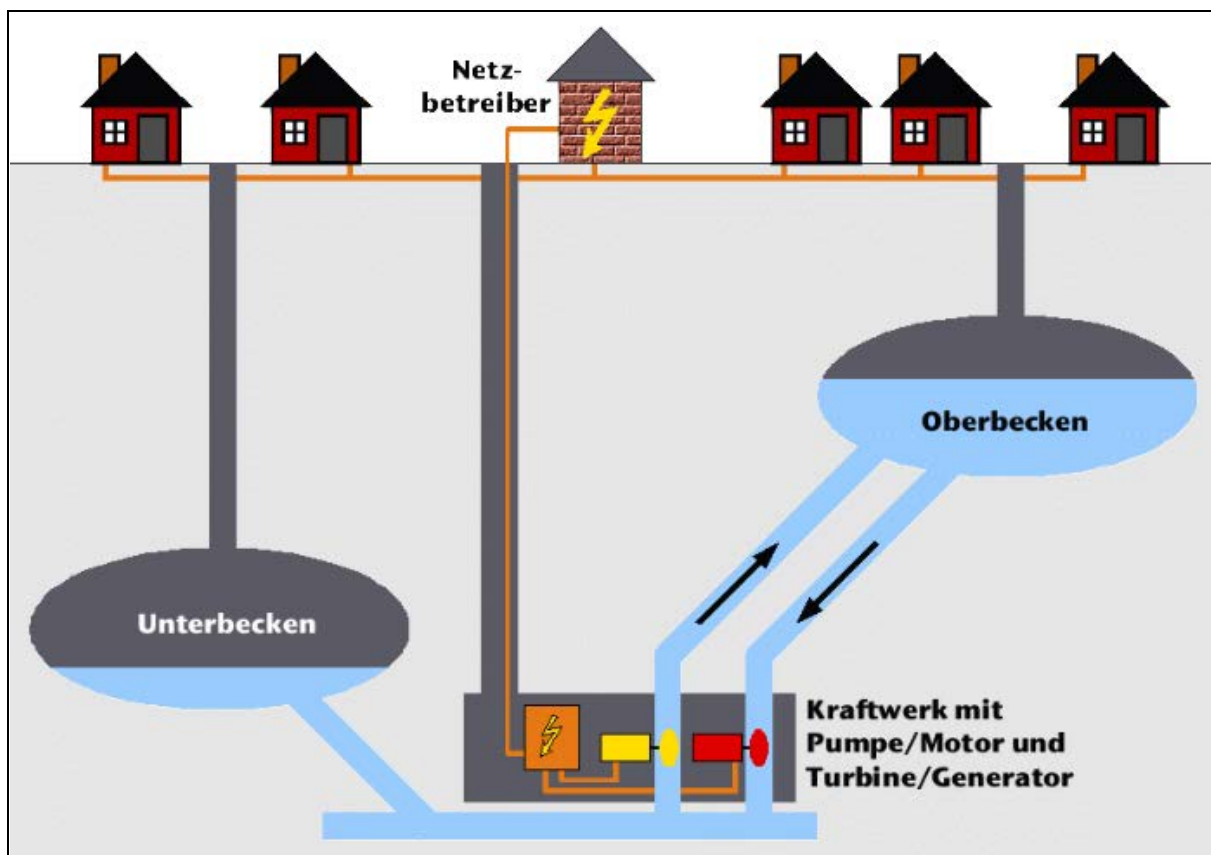 Netz-
betreiber
Oberbecken
Unterbecken
Kraftwerk mit
Pumpe/Motor und
Turbine/Generator